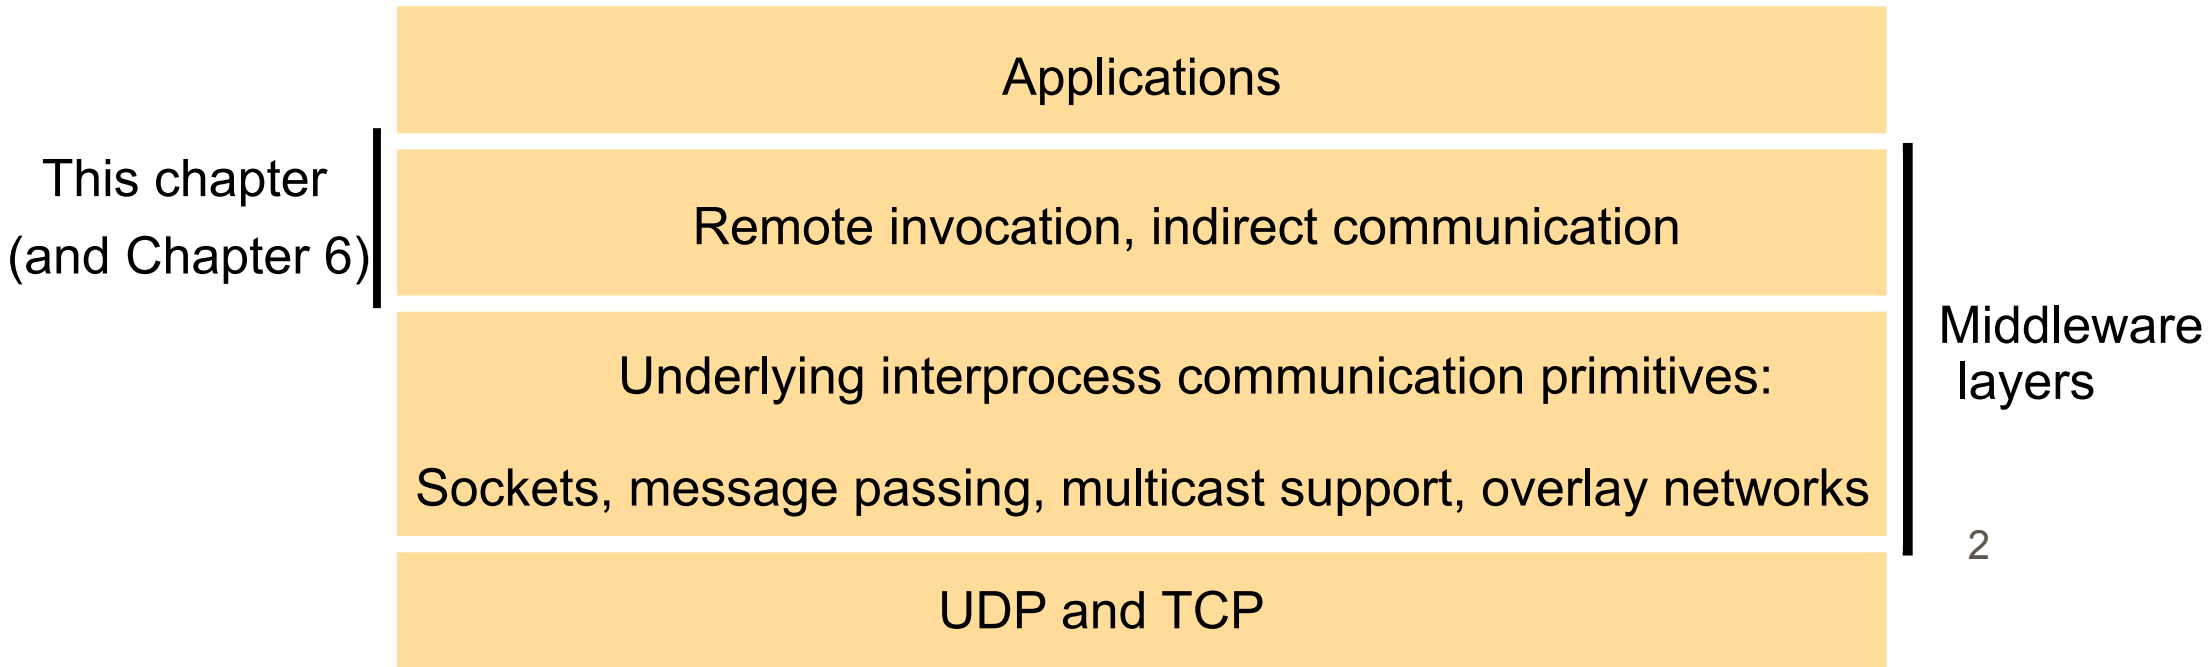 Applications
This chapter
(and Chapter 6)
Remote invocation, indirect communication
Middleware
layers
Underlying interprocess communication primitives:
Sockets, message passing, multicast support, overlay networks
2
UDP and TCP